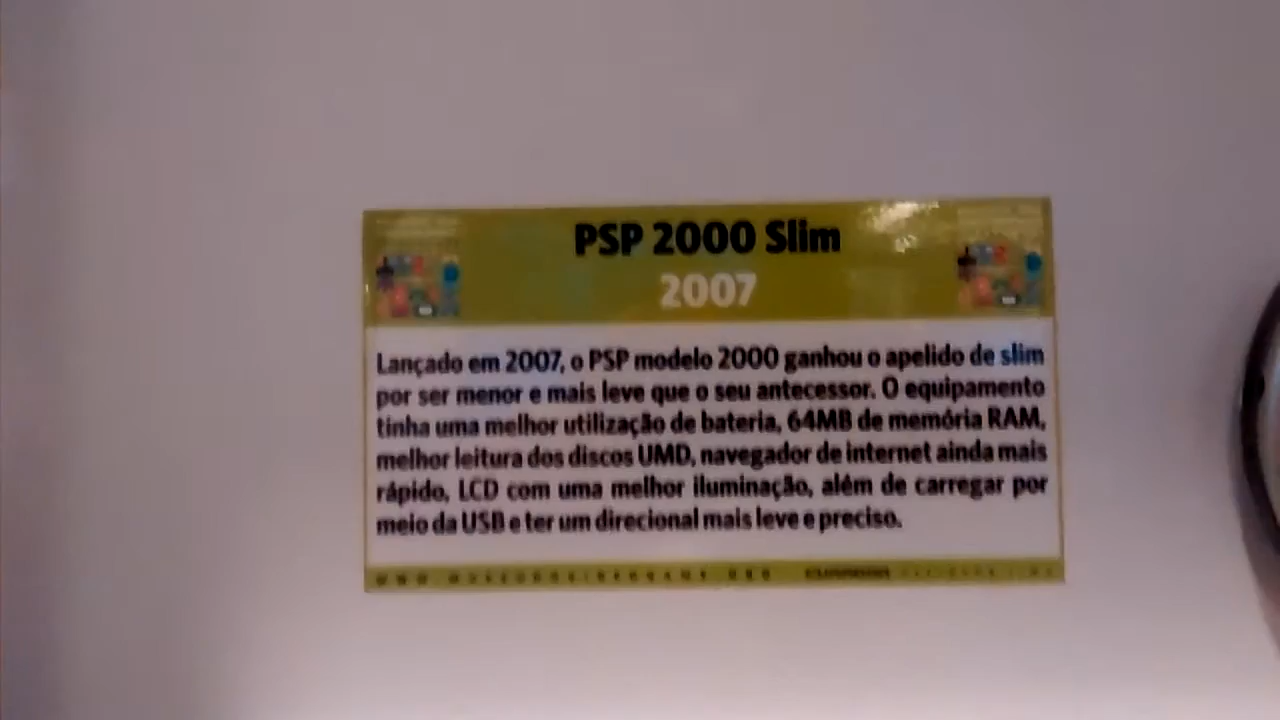 PSP 2000 Slim
2007
Lançado em 2007, o PSP modelo 2000 ganhou o apelido de slim
por ser menor e mais leve que o seu antecessor. O equipamento
tinha uma melhor utilização de bateria, 64MB de memória RAM,
melhor leitura dos discos UMD, navegador de internet ainda mais
rápido, LCD com uma melhor iluminação, além de carregar por
meio da USB e ter um direcional mais leve e preciso.